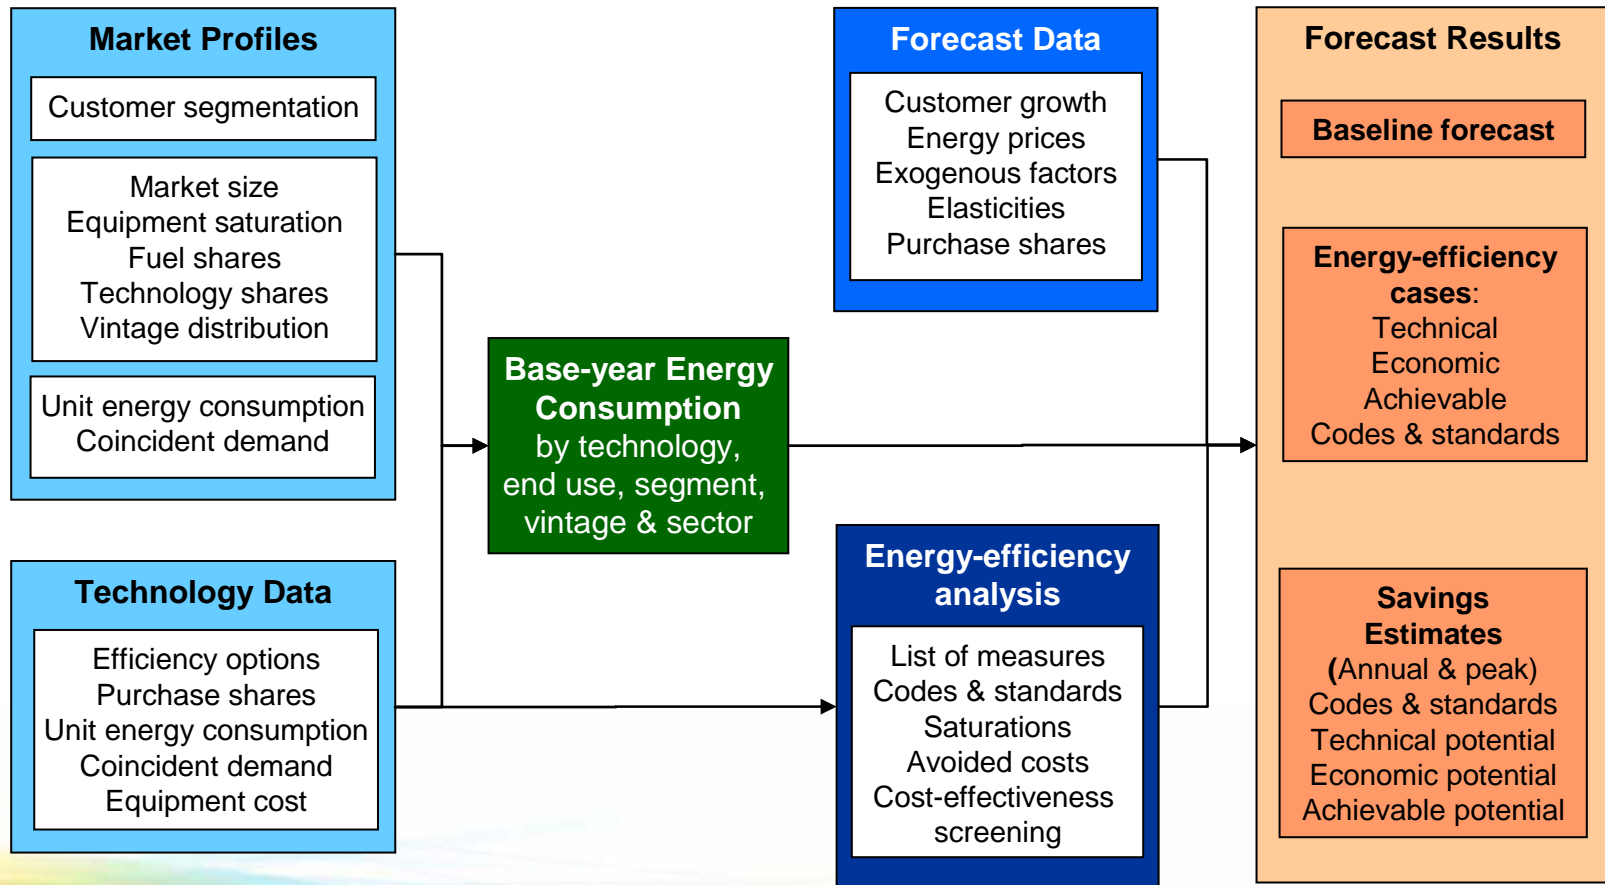 Market Profiles
Customer segmentation
Market size
Equipment saturation
Fuel shares
Technology shares
Vintage distribution
Unit energy consumption
Coincident demand
Technology Data
Efficiency options
Purchase shares
Unit energy consumption
Coincident demand
Equipment cost
Base-year Energy
Consumption
by technology,
end use, segment,
vintage & sector
Forecast Data
Customer growth
Energy prices
Exogenous factors
Elasticities
Purchase shares
Energy-efficiency
analysis
List of measures
Codes & standards
Saturations
Avoided costs
Cost-effectiveness
screening
Forecast Results
Baseline forecast
Energy-efficiency
cases:
Technical
Economic
Achievable
Codes & standards
Savings
Estimates
(Annual & peak)
Codes & standards
Technical potential
Economic potential
Achievable potential